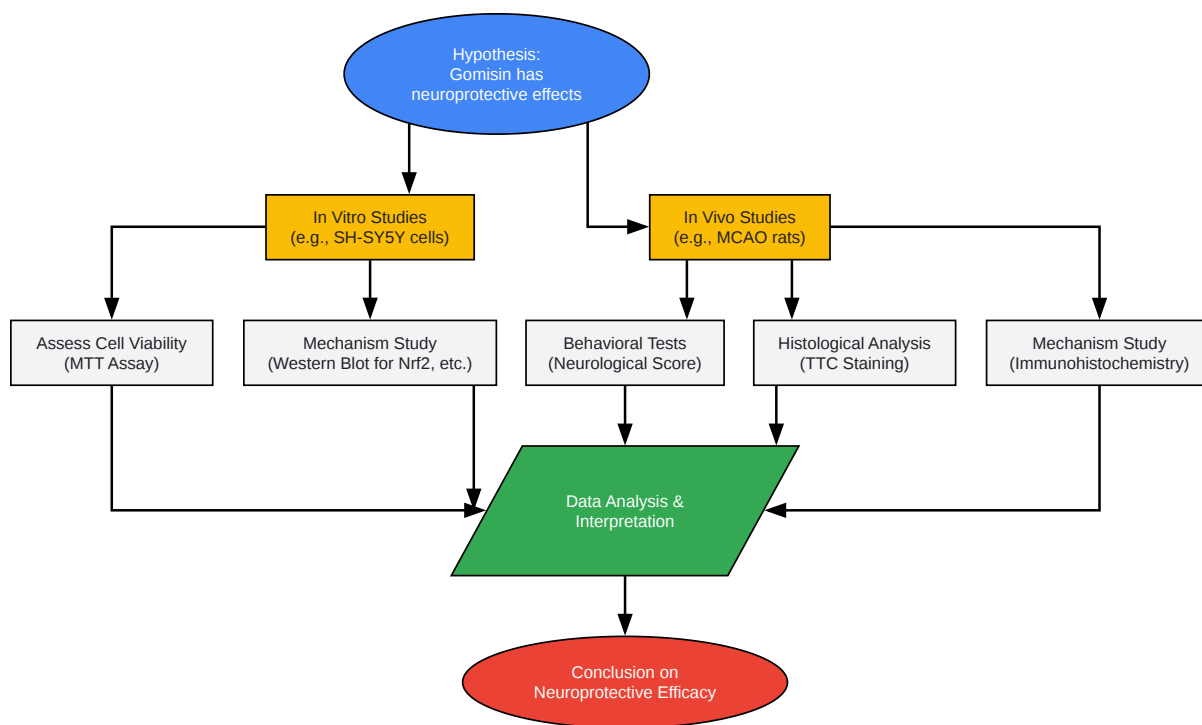 Hypothesis:
Gomisin has
neuroprotective effects
In Vitro Studies
(e.g., SH-SY5Y cells)
In Vivo Studies
(e.g., MCAO rats)
Assess Cell Viability
(MTT Assay)
Mechanism Study
(Western Blot for Nrf2, etc.)
Behavioral Tests
(Neurological Score)
Histological Analysis
(TTC Staining)
Mechanism Study
(Immunohistochemistry)
Data Analysis &
Interpretation
Conclusion on
Neuroprotective Efficacy